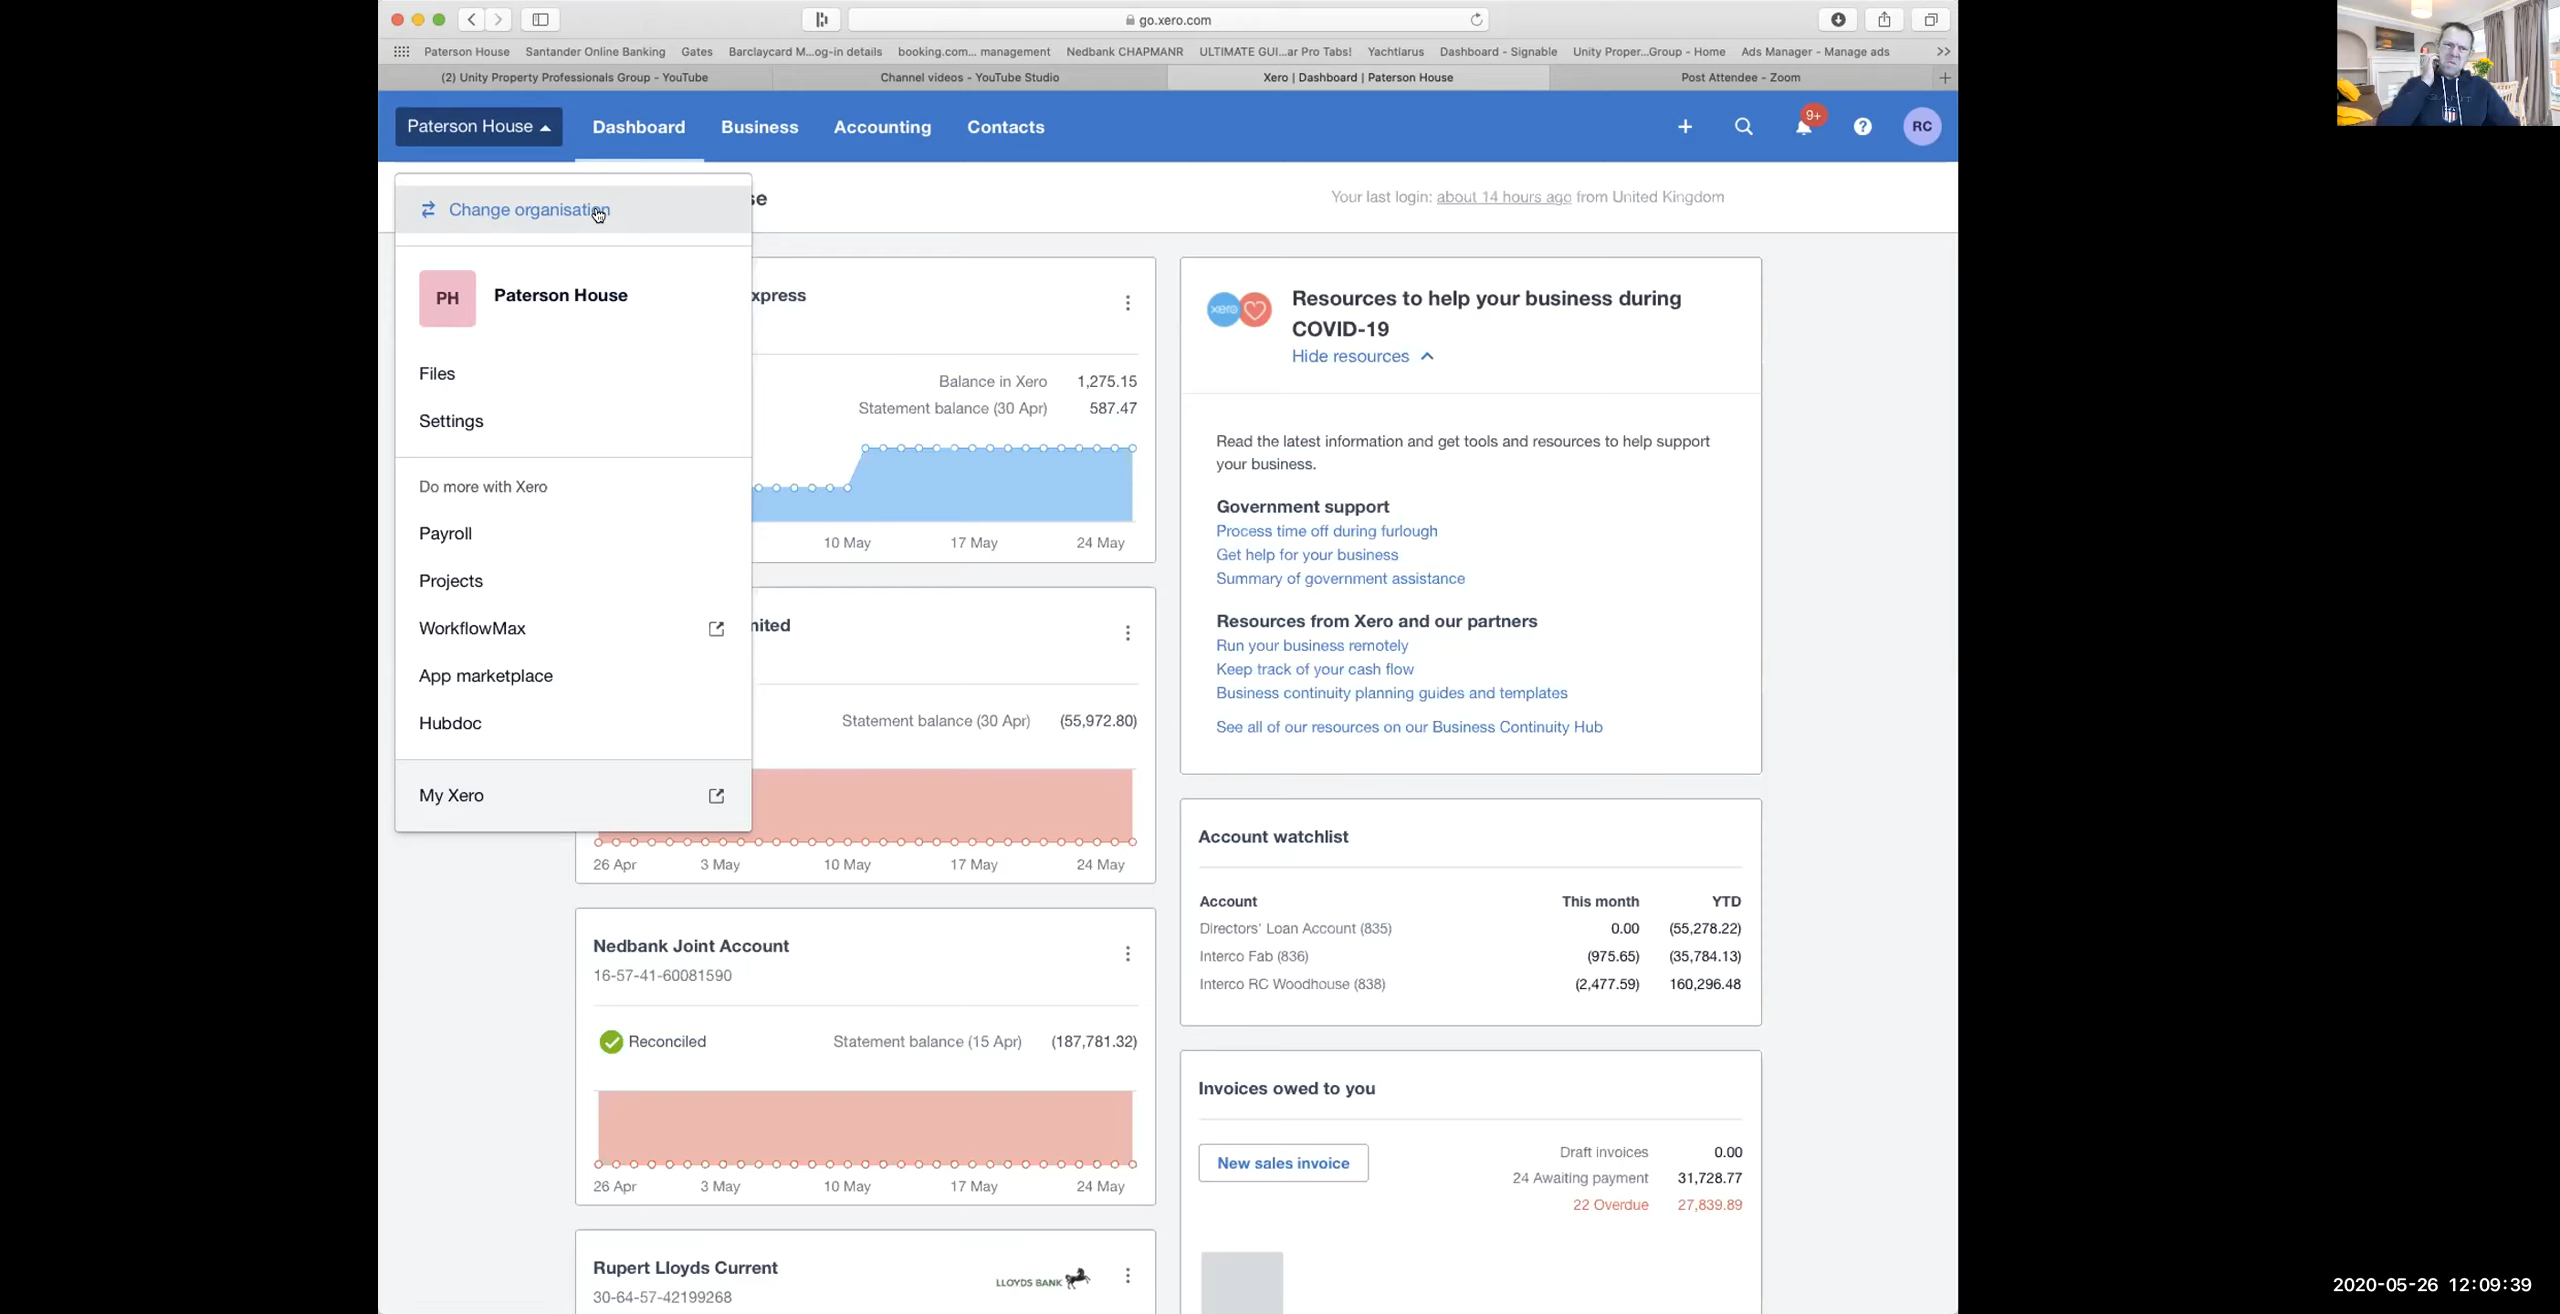 go.xero.com
Paterson House
Santander Online Banking
Gates
Barclaycard M...og-in details
booking.com... management
Nedbank CHAPMANR
ULTIMATE GUI...ar Pro Tabs!
Yachtlarus
Dashboard - Signable
Unity Proper...Group - Home
Ads Manager - Manage ads
(2) Unity Property Professionals Group - YouTube
Channel videos - YouTube Studio
Xero | Dashboard | Paterson House
Post Attendee - Zoom
Paterson House
Dashboard
Business
Accounting
Contacts
9+
RC
Change organisation
se
Your last login: about 14 hours ago from United Kingdom
PH
Paterson House
Files
Settings
Do more with Xero
Payroll
Projects
WorkflowMax
App marketplace
Hubdoc
My Xero
xpress
Balance in Xero 1,275.15
Statement balance (30 Apr) 587.47
10 May 17 May 24 May
nited
Statement balance (30 Apr) (55,972.80)
26 Apr 3 May 10 May 17 May 24 May
Nedbank Joint Account
16-57-41-60081590
Reconciled
Statement balance (15 Apr) (187,781.32)
26 Apr 3 May 10 May 17 May 24 May
Rupert Lloyds Current
30-64-57-42199268
LLOYDS BANK
xero
Resources to help your business during
COVID-19
Hide resources
Read the latest information and get tools and resources to help support
your business.
Government support
Process time off during furlough
Get help for your business
Summary of government assistance
Resources from Xero and our partners
Run your business remotely
Keep track of your cash flow
Business continuity planning guides and templates
See all of our resources on our Business Continuity Hub
Account watchlist
Account This month YTD
Directors' Loan Account (835) 0.00 (55,278.22)
Interco Fab (836) (975.65) (35,784.13)
Interco RC Woodhouse (838) (2,477.59) 160,296.48
Invoices owed to you
New sales invoice
Draft invoices 0.00
24 Awaiting payment 31,728.77
22 Overdue 27,839.89
2020-05-26 12:09:39